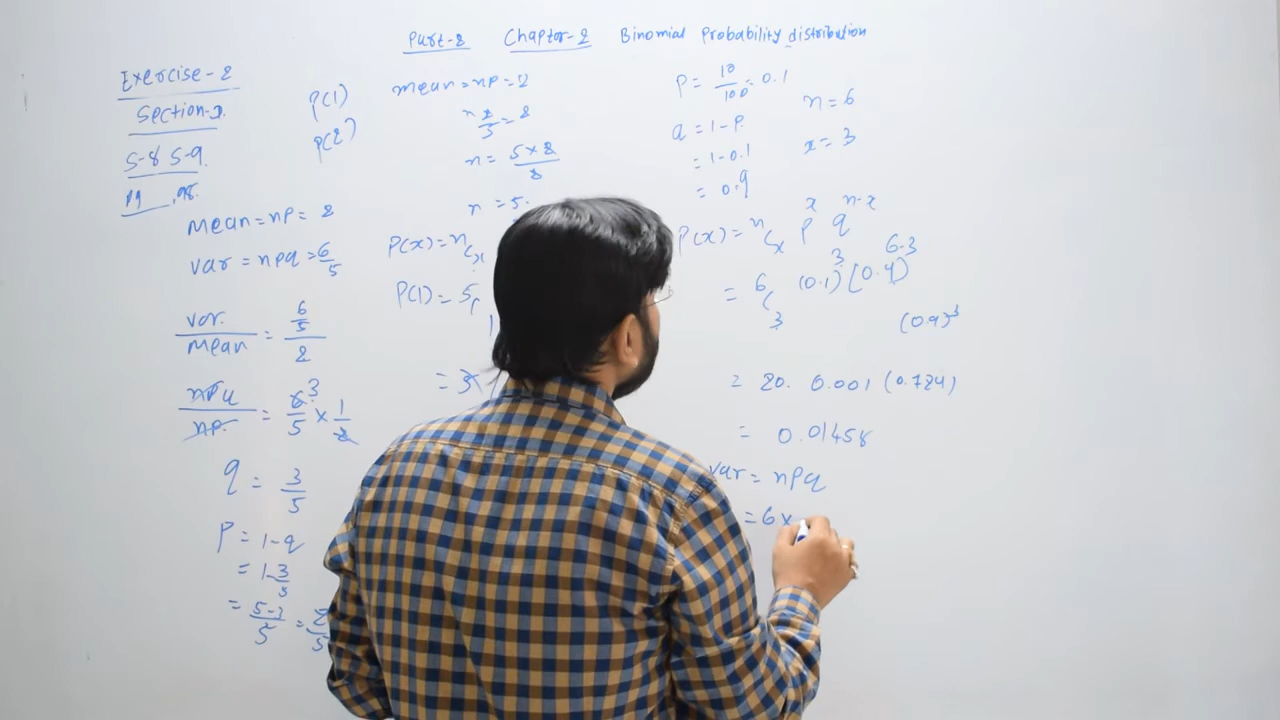 Part-2 Chapter-2 Binomial Probability distribution
Exercise-2
Section-D
S-8 S-9
Pg .98.
P(1)
P(2)
Mean = np = 2
var = npq = 6/5
var./Mean = 6/5 / 2
npq/np = 6/5 3 × 1/2
q = 3/5
P = 1-q
= 1-3/5
= 5-3/5 = 2/5
mean = np = 2
n 2/5 = 2
n = 5×2/2
n = 5.
P(x) = nCx
P(1) = 5C1
P = 10/100 = 0.1
n = 6
q = 1-P.
x = 3
= 1-0.1
= 0.9
P(x) = nCx p^x q^n-x
= 6C3 (0.1)^3 (0.9)^6-3
(0.9)^3
= 20. 0.001 (0.729)
= 0.01458
var = npq
= 6×